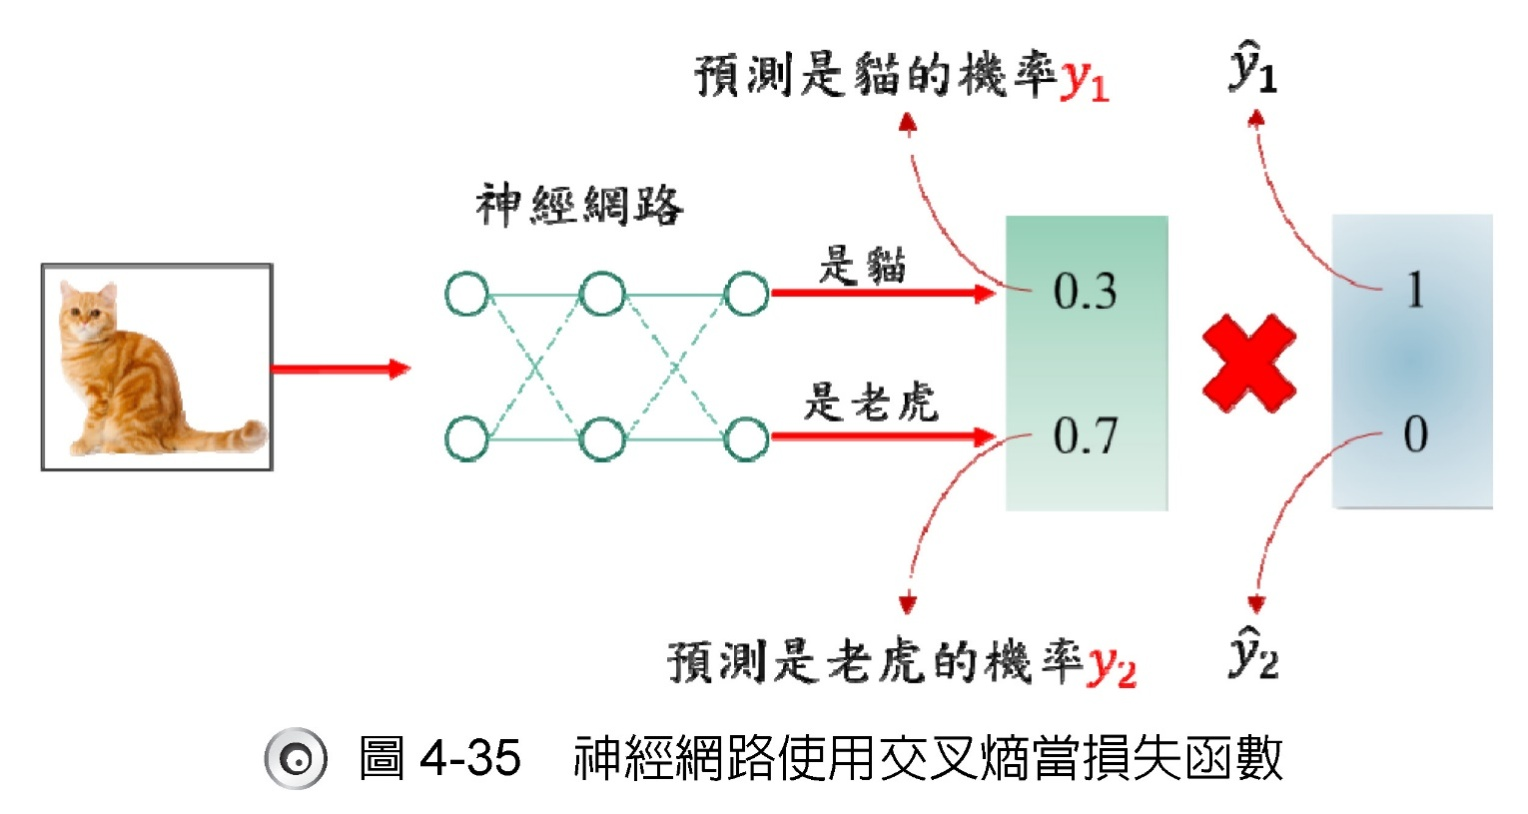 預測是貓的機率y₁
ŷ₁
神經網路
是貓
0.3
1
是老虎
0.7
0
預測是老虎的機率y₂
ŷ₂
圖 4-35 神經網路使用交叉熵當損失函數